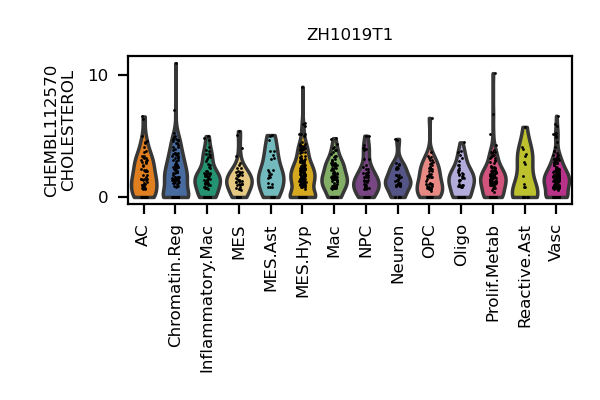 ZH1019T1
CHEMBL112570
CHOLESTEROL
10
0
AC
Chromatin.Reg
Inflammatory.Mac
MES
MES.Ast
MES.Hyp
Mac
NPC
Neuron
OPC
Oligo
Prolif.Metab
Reactive.Ast
Vasc